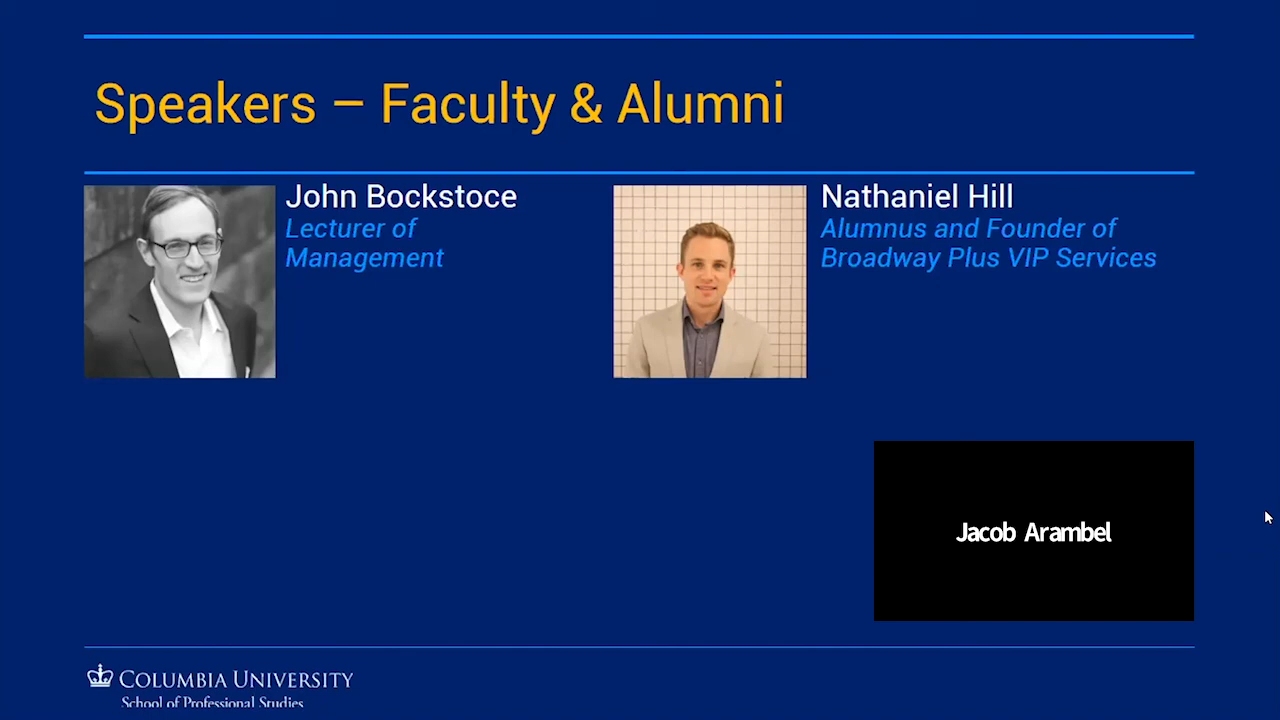 Speakers – Faculty & Alumni
John Bockstoce
Lecturer of
Management
Nathaniel Hill
Alumnus and Founder of
Broadway Plus VIP Services
Jacob Arambel
COLUMBIA UNIVERSITY
School of Professional Studies